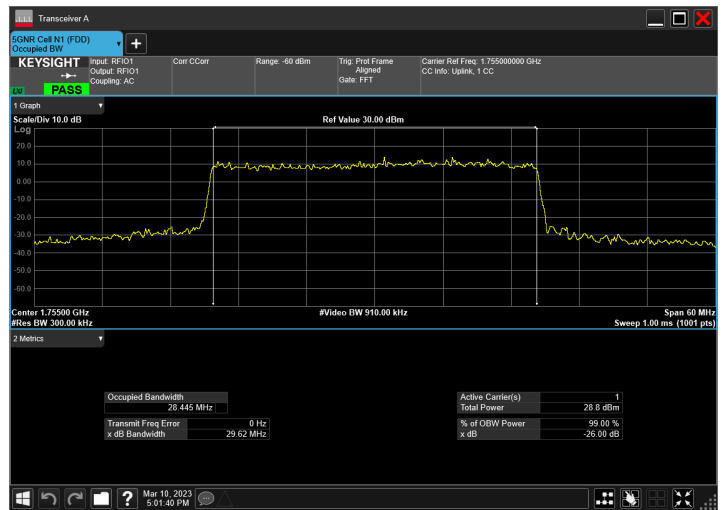 Transceiver A
5GNR Cell N1 (FDD)
Occupied BW
KEYSIGHT
Input: RFIO1
Output: RFIO1
Coupling: AC
Corr CCorr
Range: -60 dBm
Trig: Prot Frame
Aligned
Gate: FFT
Carrier Ref Freq: 1.755000000 GHz
CC Info: Uplink, 1 CC
PASS
1 Graph
Scale/Div 10.0 dB
Ref Value 30.00 dBm
Log
20.0
10.0
0.00
-10.0
-20.0
-30.0
-40.0
-50.0
-60.0
Center 1.75500 GHz
#Video BW 910.00 kHz
Span 60 MHz
#Res BW 300.00 kHz
Sweep 1.00 ms (1001 pts)
2 Metrics
Occupied Bandwidth
28.445 MHz
Transmit Freq Error 0 Hz
x dB Bandwidth 29.62 MHz
Active Carrier(s) 1
Total Power 28.8 dBm
% of OBW Power 99.00 %
x dB -26.00 dB
?
Mar 10, 2023
5:01:40 PM